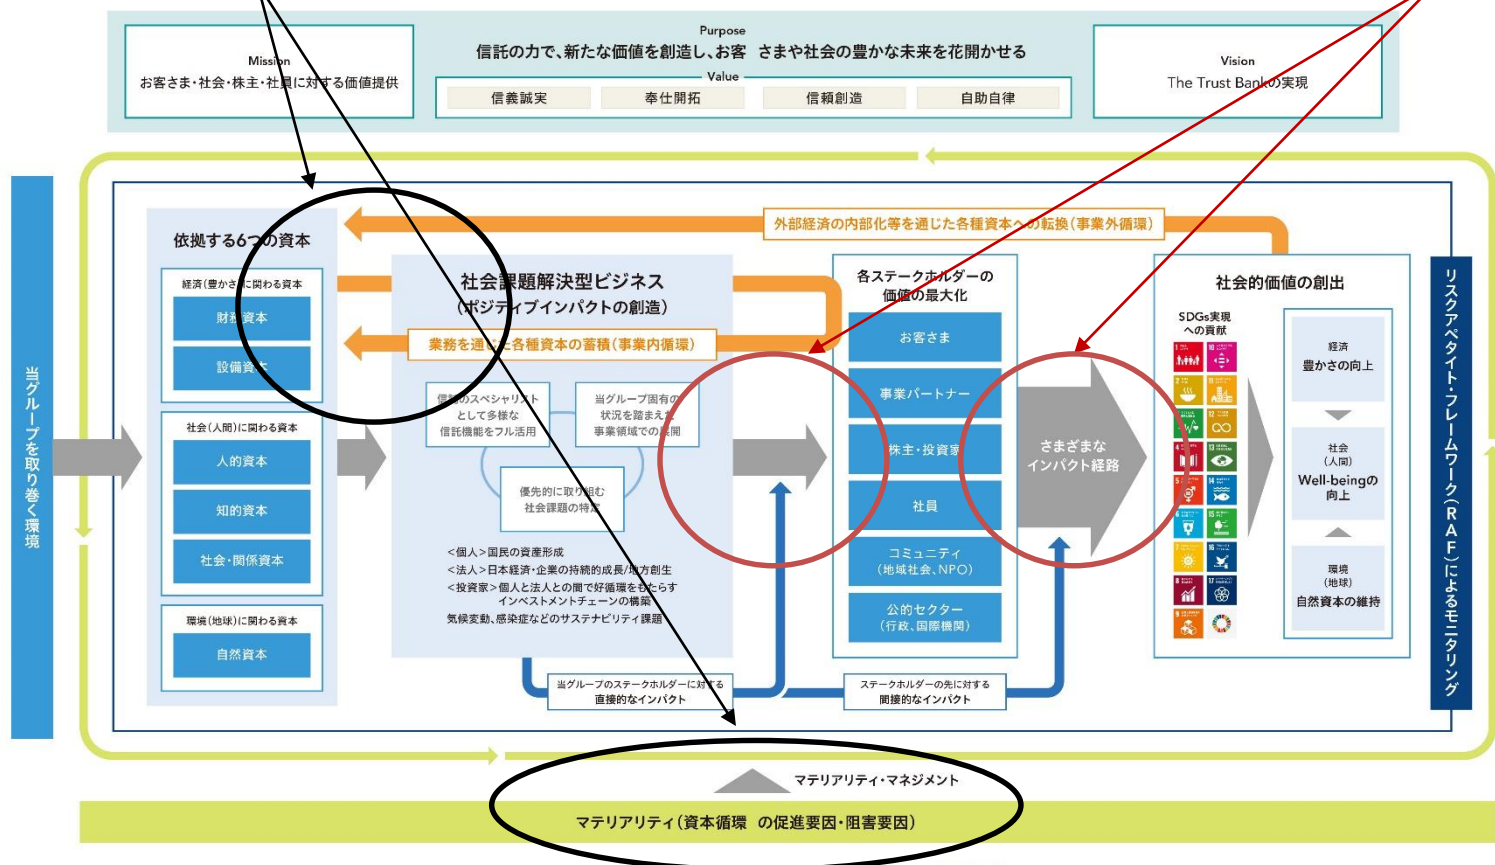 Purpose
信託の力で、新たな価値を創造し、お客 さまや社会の豊かな未来を花開かせる
Mission
お客さま・社会・株主・社員に対する価値提供
Value
信義誠実
奉仕開拓
信頼創造
自助自律
Vision
The Trust Bankの実現
当グループを取り巻く環境
依拠する6つの資本
経済(豊かさ)に関わる資本
財務資本
設備資本
社会(人間)に関わる資本
人的資本
知的資本
社会・関係資本
環境(地球)に関わる資本
自然資本
外部経済の内部化等を通じた各種資本への転換(事業外循環)
社会課題解決型ビジネス
(ポジティブインパクトの創造)
業務を通じた各種資本の蓄積(事業内循環)
信託のスペシャリスト
として多様な
信託機能をフル活用
当グループ固有の
状況を踏まえた
事業領域での展開
優先的に取り組む
社会課題の特定
<個人>国民の資産形成
<法人>日本経済・企業の持続的成長/地方創生
<投資家>個人と法人との間で好循環をもたらす
インベストメントチェーンの構築
気候変動、感染症などのサステナビリティ課題
各ステークホルダーの
価値の最大化
お客さま
事業パートナー
株主・投資家
社員
コミュニティ
(地域社会、NPO)
公的セクター
(行政、国際機関)
さまざまな
インパクト経路
社会的価値の創出
SDGs実現
への貢献
経済
豊かさの向上
社会
(人間)
Well-beingの
向上
環境
(地球)
自然資本の維持
当グループのステークホルダーに対する
直接的なインパクト
ステークホルダーの先に対する
間接的なインパクト
リスクアペタイト・フレームワーク(RAF)によるモニタリング
マテリアリティ・マネジメント
マテリアリティ(資本循環 の促進要因・阻害要因)